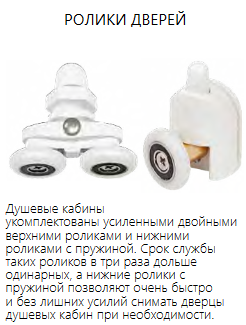 РОЛИКИ ДВЕРЕЙ
Душевые кабины
укомплектованы усиленными двойными
верхними роликами и нижними
роликами с пружиной. Срок службы
таких роликов в три раза дольше
одинарных, а нижние ролики с
пружиной позволяют очень быстро
и без лишних усилий снимать дверцы
душевых кабин при необходимости.